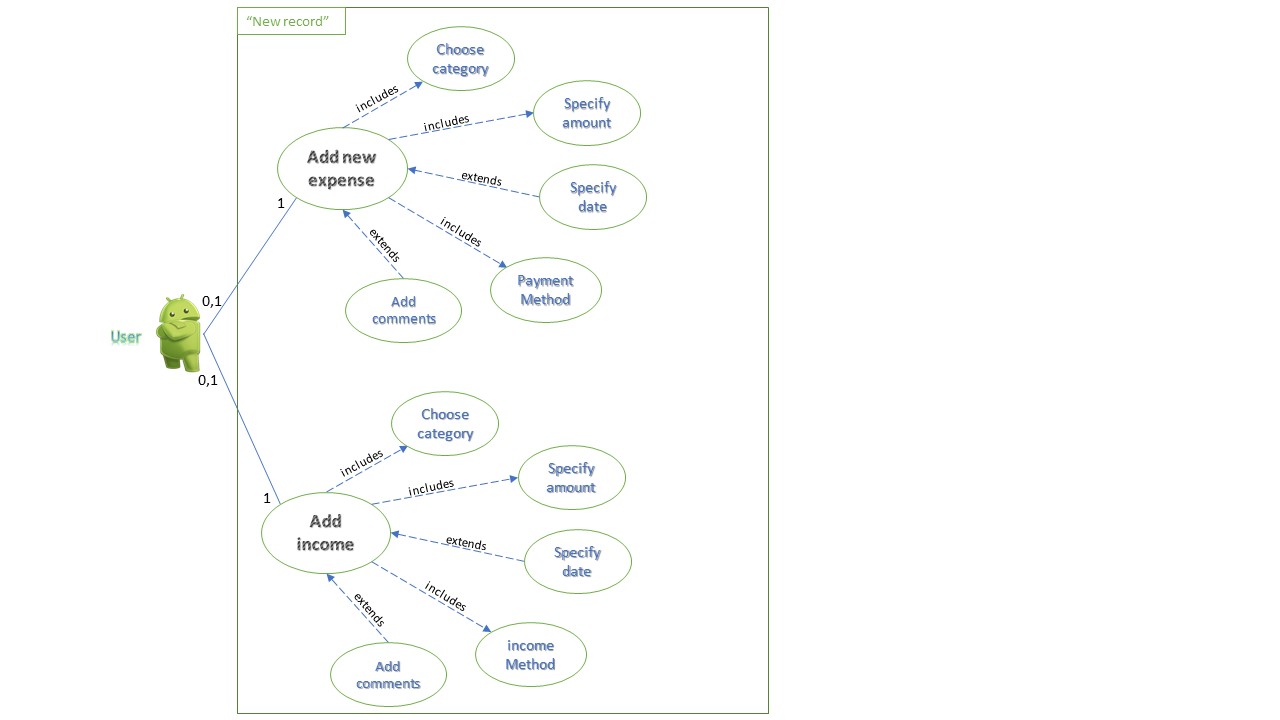 “New record”
Choose
category
includes
Specify
amount
includes
Add new
expense
extends
Specify
date
1
includes
extends
Payment
Method
Add
comments
0,1
User
0,1
Choose
category
includes
Specify
amount
includes
1
Add
income
extends
Specify
date
includes
extends
income
Method
Add
comments